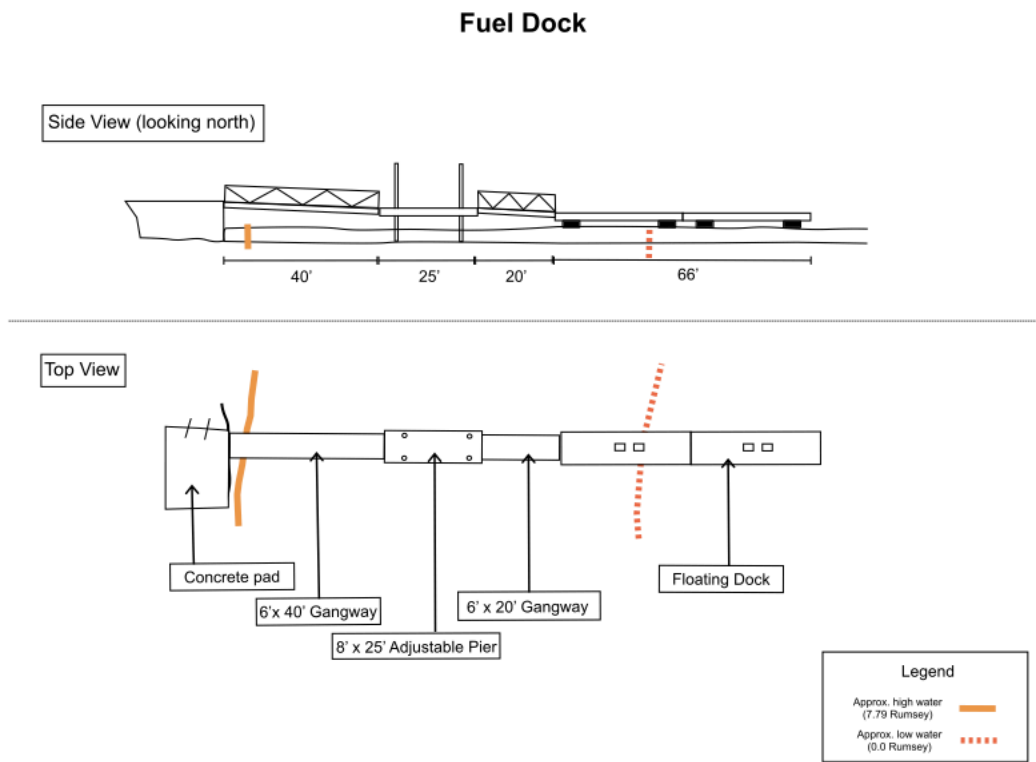 Fuel Dock
Side View (looking north)
40’
25’
20’
66’
Top View
Concrete pad
6’x 40’ Gangway
8’ x 25’ Adjustable Pier
6’ x 20’ Gangway
Floating Dock
Legend
Approx. high water
(7.79 Rumsey)
Approx. low water
(0.0 Rumsey)